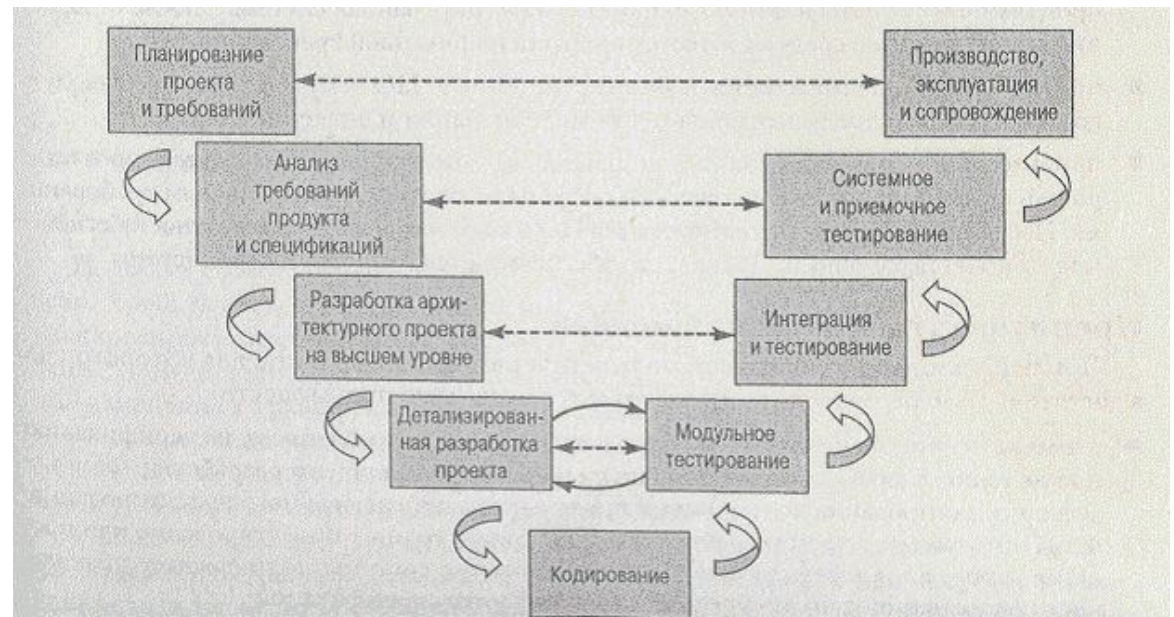 Планирование
проекта
и требований
Производство,
эксплуатация
и сопровождение
Анализ
требований
продукта
и спецификаций
Системное
и приемочное
тестирование
Разработка архи-
тектурного проекта
на высшем уровне
Интеграция
и тестирование
Детализирован-
ная разработка
проекта
Модульное
тестирование
Кодирование